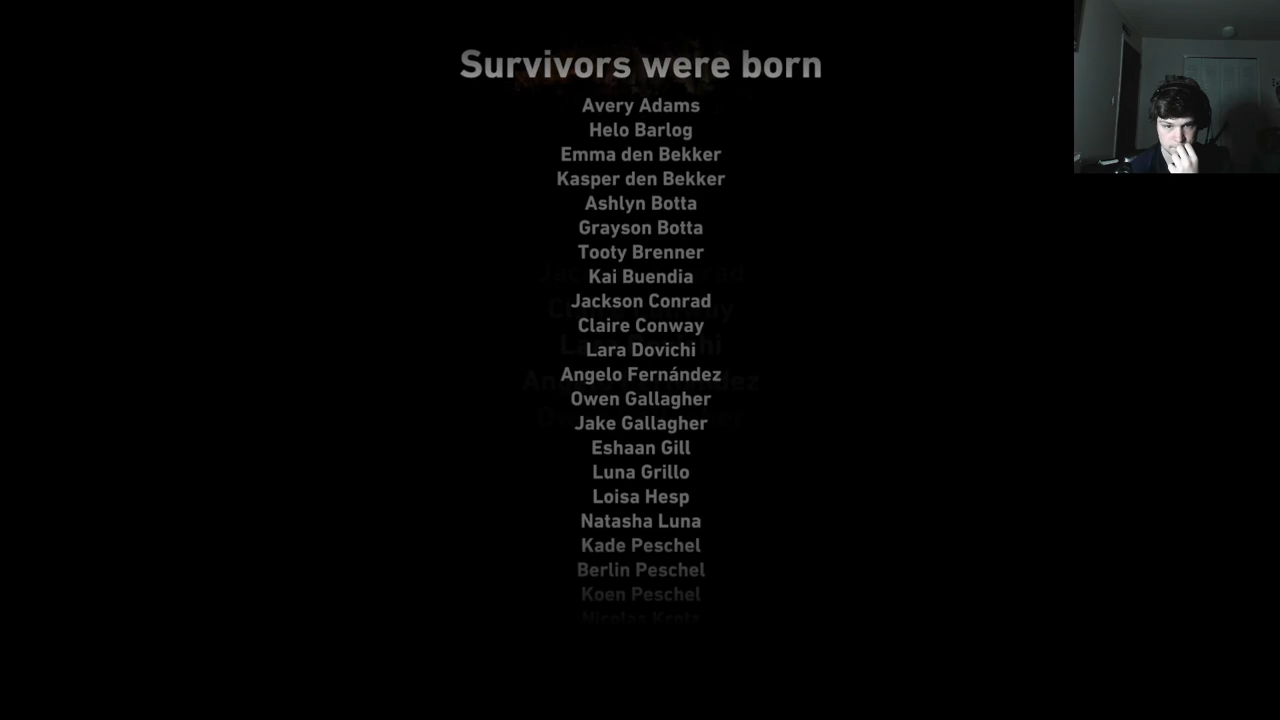 Survivors were born
Avery Adams
Helo Barlog
Emma den Bekker
Kasper den Bekker
Ashlyn Botta
Grayson Botta
Tooty Brenner
Kai Buendia
Jackson Conrad
Claire Conway
Lara Dovichi
Angelo Fernández
Owen Gallagher
Jake Gallagher
Eshaan Gill
Luna Grillo
Loisa Hesp
Natasha Luna
Kade Peschel
Berlin Peschel
Koen Peschel
Nicolas Krotz